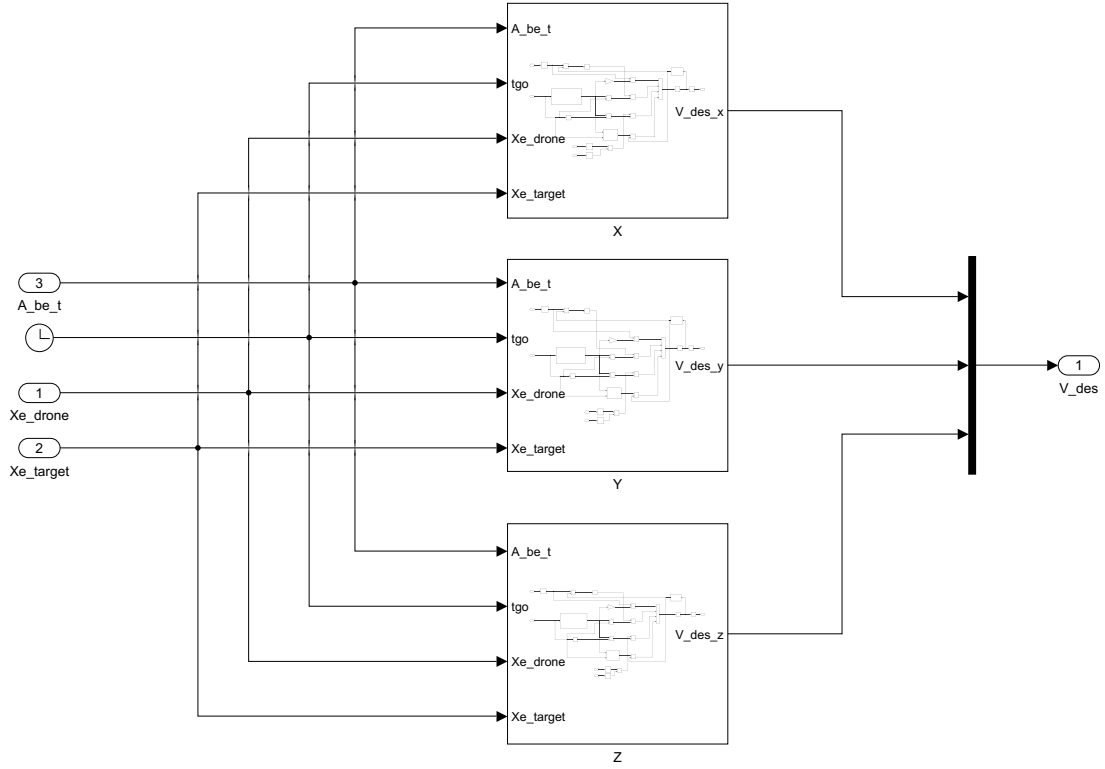 A_be_t
tgo
V_des_x
Xe_drone
Xe_target
X
3
A_be_t
A_be_t
tgo
V_des_y
1
Xe_drone
Xe_drone
1
V_des
2
Xe_target
Xe_target
Y
A_be_t
tgo
V_des_z
Xe_drone
Xe_target
Z